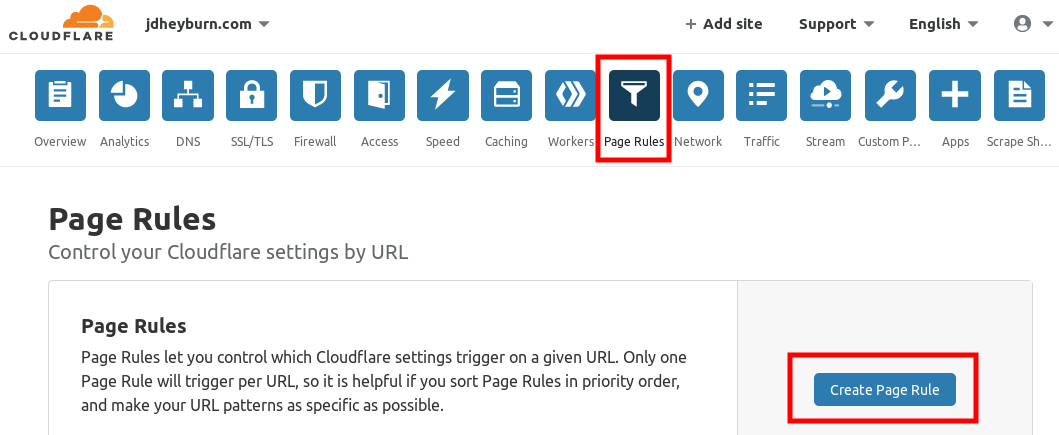 CLOUDFLARE
jdheyburn.com
+ Add site
Support
English
Overview
Analytics
DNS
SSL/TLS
Firewall
Access
Speed
Caching
Workers
Page Rules
Network
Traffic
Stream
Custom P...
Apps
Scrape Sh...
Page Rules
Control your Cloudflare settings by URL
Page Rules
Page Rules let you control which Cloudflare settings trigger on a given URL. Only one
Page Rule will trigger per URL, so it is helpful if you sort Page Rules in priority order,
and make your URL patterns as specific as possible.
Create Page Rule